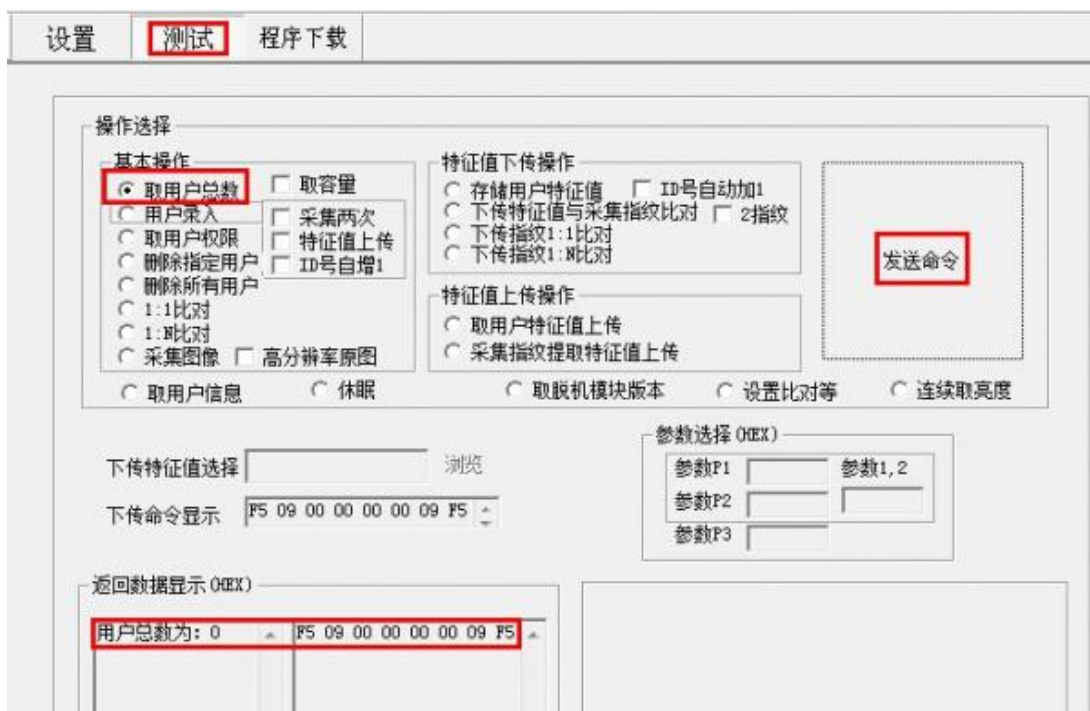 设置 测试 程序下载
操作选择
基本操作
取用户总数 取容量
用户录入 采集两次
取用户权限 特征值上传
删除指定用户 ID号自增1
删除所有用户
1:1比对
1:N比对
采集图像 高分辨率原图
特征值下传操作
存储用户特征值 ID号自动加1
下传特征值与采集指纹比对 2指纹
下传指纹1:1比对
下传指纹1:N比对
特征值上传操作
取用户特征值上传
采集指纹提取特征值上传
发送命令
取用户信息 休眠 取脱机模块版本 设置比对等 连续取亮度
下传特征值选择 浏览
下传命令显示 F5 09 00 00 00 00 09 F5
参数选择(HEX)
参数P1 参数1,2
参数P2
参数P3
返回数据显示(HEX)
用户总数为: 0 F5 09 00 00 00 00 09 F5